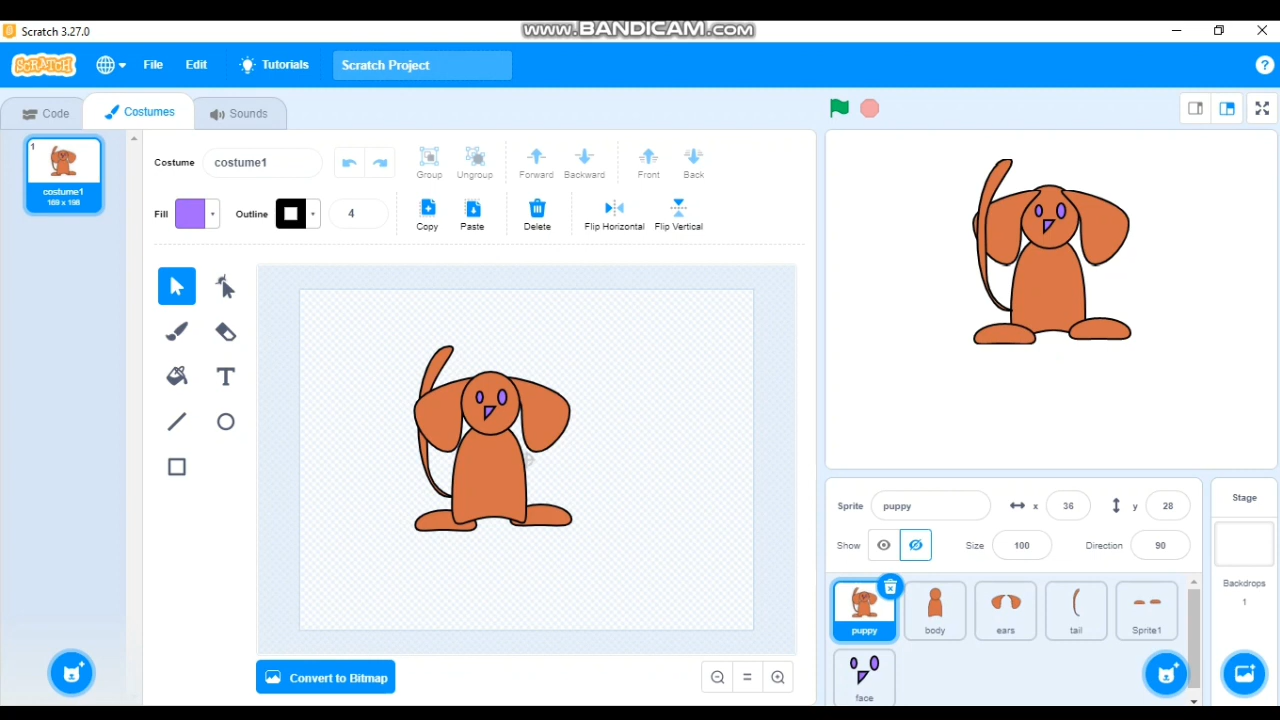 Scratch 3.27.0
www.BANDICAM.com
SCRATCH File Edit Tutorials Scratch Project ?
Code Costumes Sounds
1
costume1
169 x 198
Costume costume1 Group Ungroup Forward Backward Front Back
Fill Outline 4 Copy Paste Delete Flip Horizontal Flip Vertical
T
Convert to Bitmap
Sprite puppy x 36 y 28
Show Size 100 Direction 90
puppy body ears tail Sprite1
face
Stage
Backdrops
1